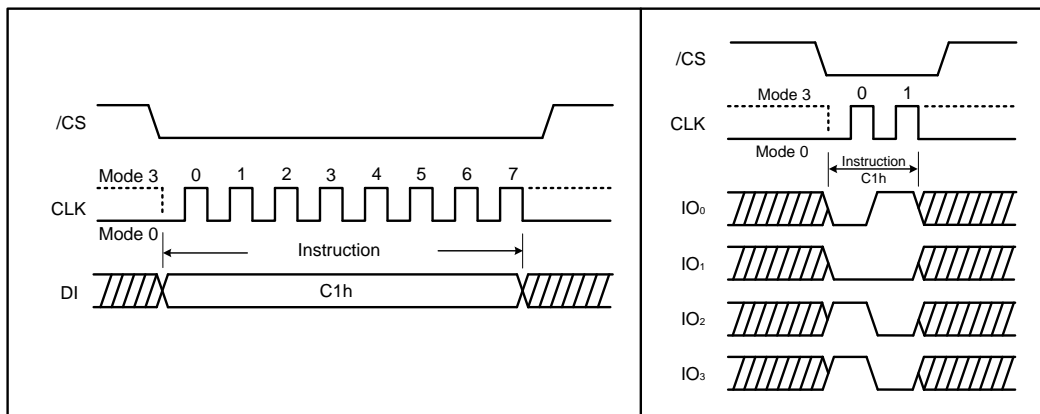 /CS
Mode 3 0 1 2 3 4 5 6 7
CLK
Mode 0
Instruction
DI
C1h
/CS
Mode 3 0 1
CLK
Mode 0
Instruction
C1h
IO₀
IO₁
IO₂
IO₃